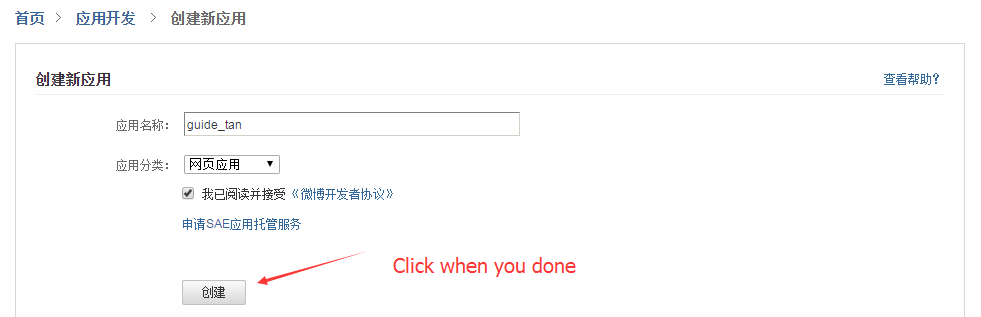 首页 > 应用开发 > 创建新应用
创建新应用 查看帮助?
应用名称: guide_tan
应用分类: 网页应用
我已阅读并接受《微博开发者协议》
申请SAE应用托管服务
Click when you done
创建